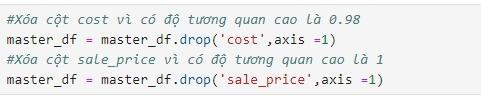 #Xóa cột cost vì có độ tương quan cao là 0.98
master_df = master_df.drop('cost',axis =1)
#Xóa cột sale_price vì có độ tương quan cao là 1
master_df = master_df.drop('sale_price',axis =1)